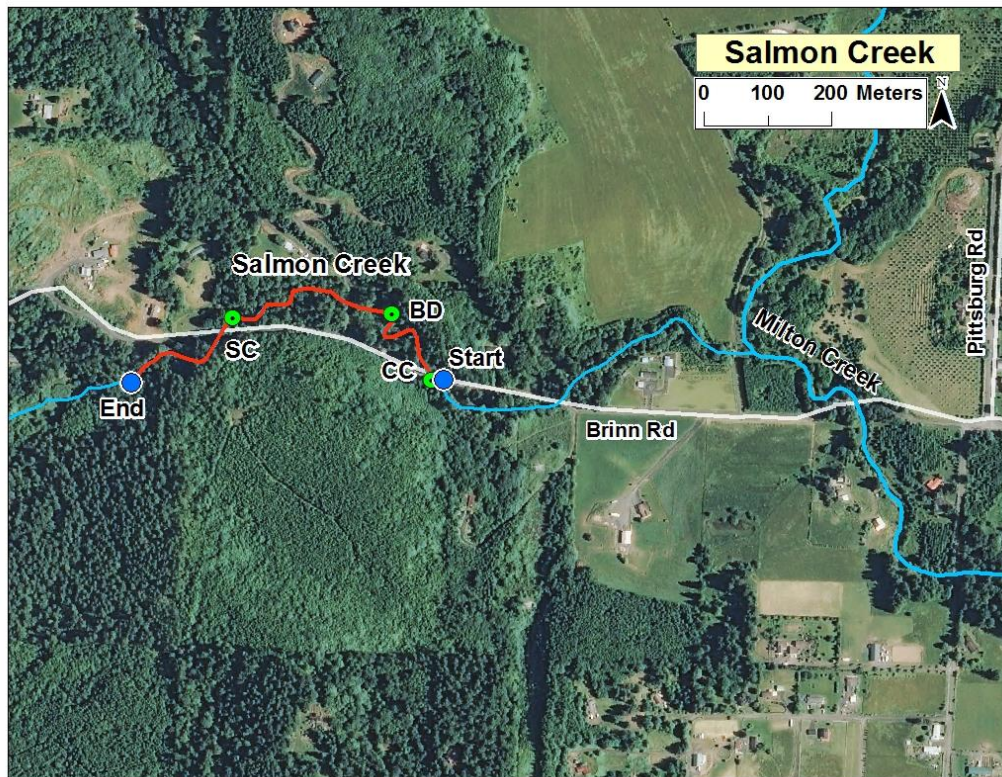 Salmon Creek
0 100 200 Meters
N
Salmon Creek
BD
SC
CC
Start
End
Brinn Rd
Milton Creek
Pittsburg Rd